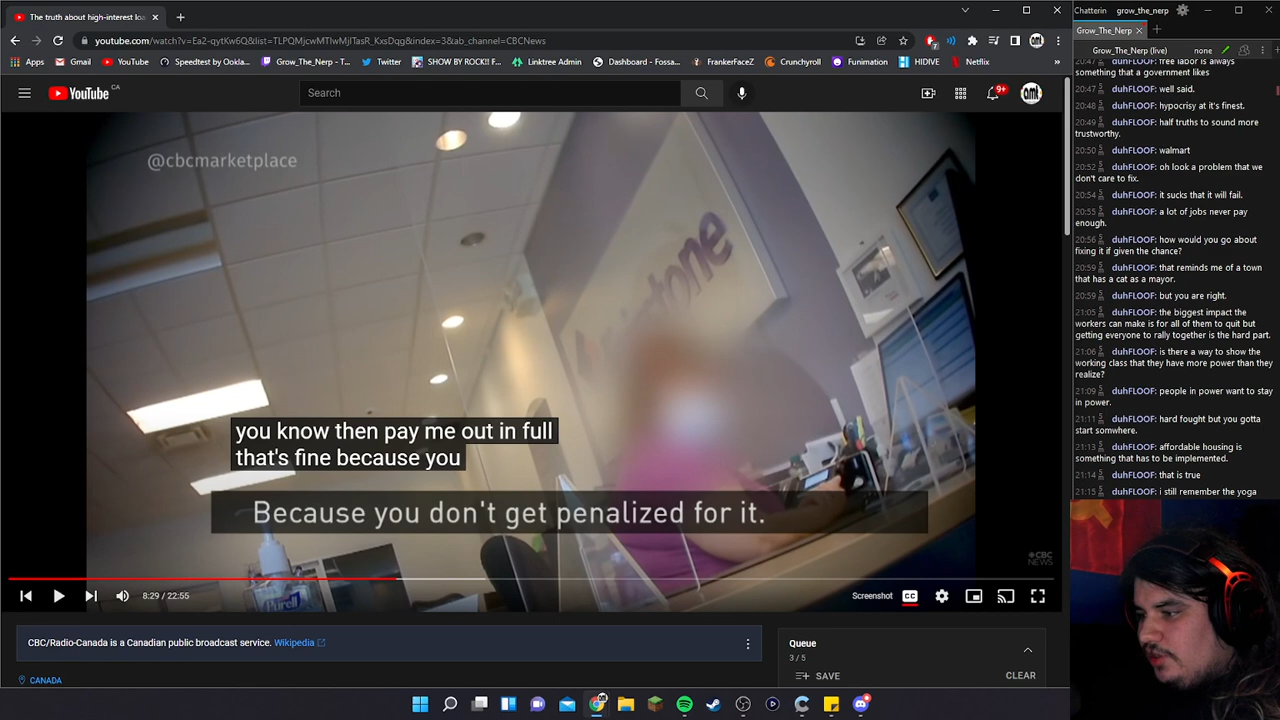 The truth about high-interest loa
youtube.com/watch?v=Ea2-qytKw6Q&list=TLPQMjcwMTIwMjITasR_KxsDqg&index=3&ab_channel=CBCNews
Apps
Gmail
YouTube
Speedtest by Ookla...
Grow_The_Nerp - T...
Twitter
SHOW BY ROCK!! F...
Linktree Admin
Dashboard - Fossa...
FrankerFaceZ
Crunchyroll
Funimation
HIDIVE
Netflix
YouTube CA
Search
9+
@cbcmarketplace
you know then pay me out in full
that's fine because you
Because you don't get penalized for it.
CBC
NEWS
8:29 / 22:55
Screenshot
CC
CBC/Radio-Canada is a Canadian public broadcast service. Wikipedia
CANADA
Queue
3 / 5
SAVE
CLEAR
Chatterin
grow_the_nerp
Grow_The_Nerp
Grow_The_Nerp (live)
none
20:47 duhFLOOF: free labor is always
something that a government likes
20:47 duhFLOOF: well said.
20:48 duhFLOOF: hypocrisy at it's finest.
20:49 duhFLOOF: half truths to sound more
trustworthy.
20:50 duhFLOOF: walmart
20:52 duhFLOOF: oh look a problem that we
don't care to fix.
20:54 duhFLOOF: it sucks that it will fail.
20:55 duhFLOOF: a lot of jobs never pay
enough.
20:56 duhFLOOF: how would you go about
fixing it if given the chance?
20:59 duhFLOOF: that reminds me of a town
that has a cat as a mayor.
20:59 duhFLOOF: but you are right.
21:05 duhFLOOF: the biggest impact the
workers can make is for all of them to quit but
getting everyone to rally together is the hard part.
21:06 duhFLOOF: is there a way to show the
working class that they have more power than they
realize?
21:09 duhFLOOF: people in power want to stay
in power.
21:11 duhFLOOF: hard fought but you gotta
start somwhere.
21:13 duhFLOOF: affordable housing is
something that has to be implemented.
21:14 duhFLOOF: that is true
21:15 duhFLOOF: i still remember the yoga